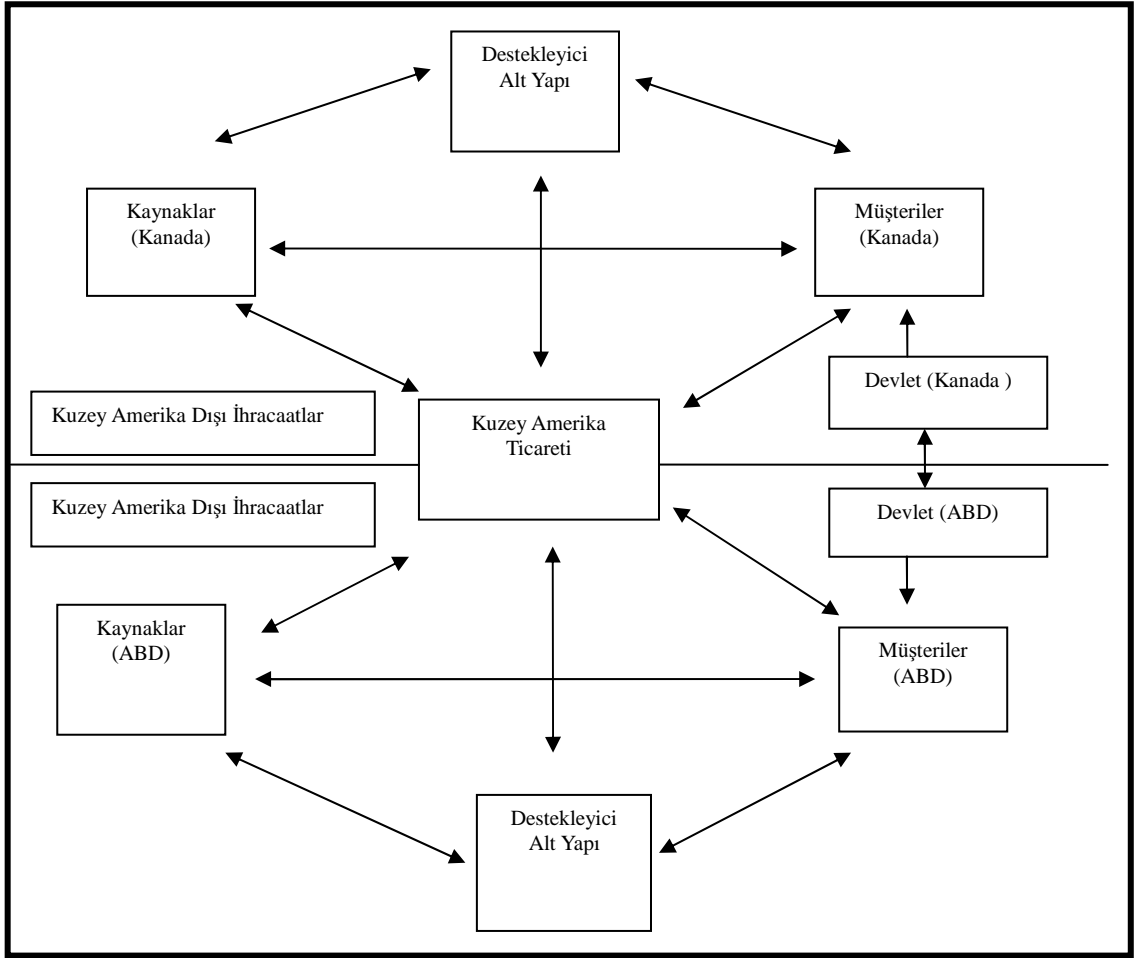 Destekleyici
Alt Yapı
Kaynaklar
(Kanada)
Müşteriler
(Kanada)
Devlet (Kanada )
Kuzey Amerika Dışı İhracaatlar
Kuzey Amerika
Ticareti
Kuzey Amerika Dışı İhracaatlar
Devlet (ABD)
Kaynaklar
(ABD)
Müşteriler
(ABD)
Destekleyici
Alt Yapı